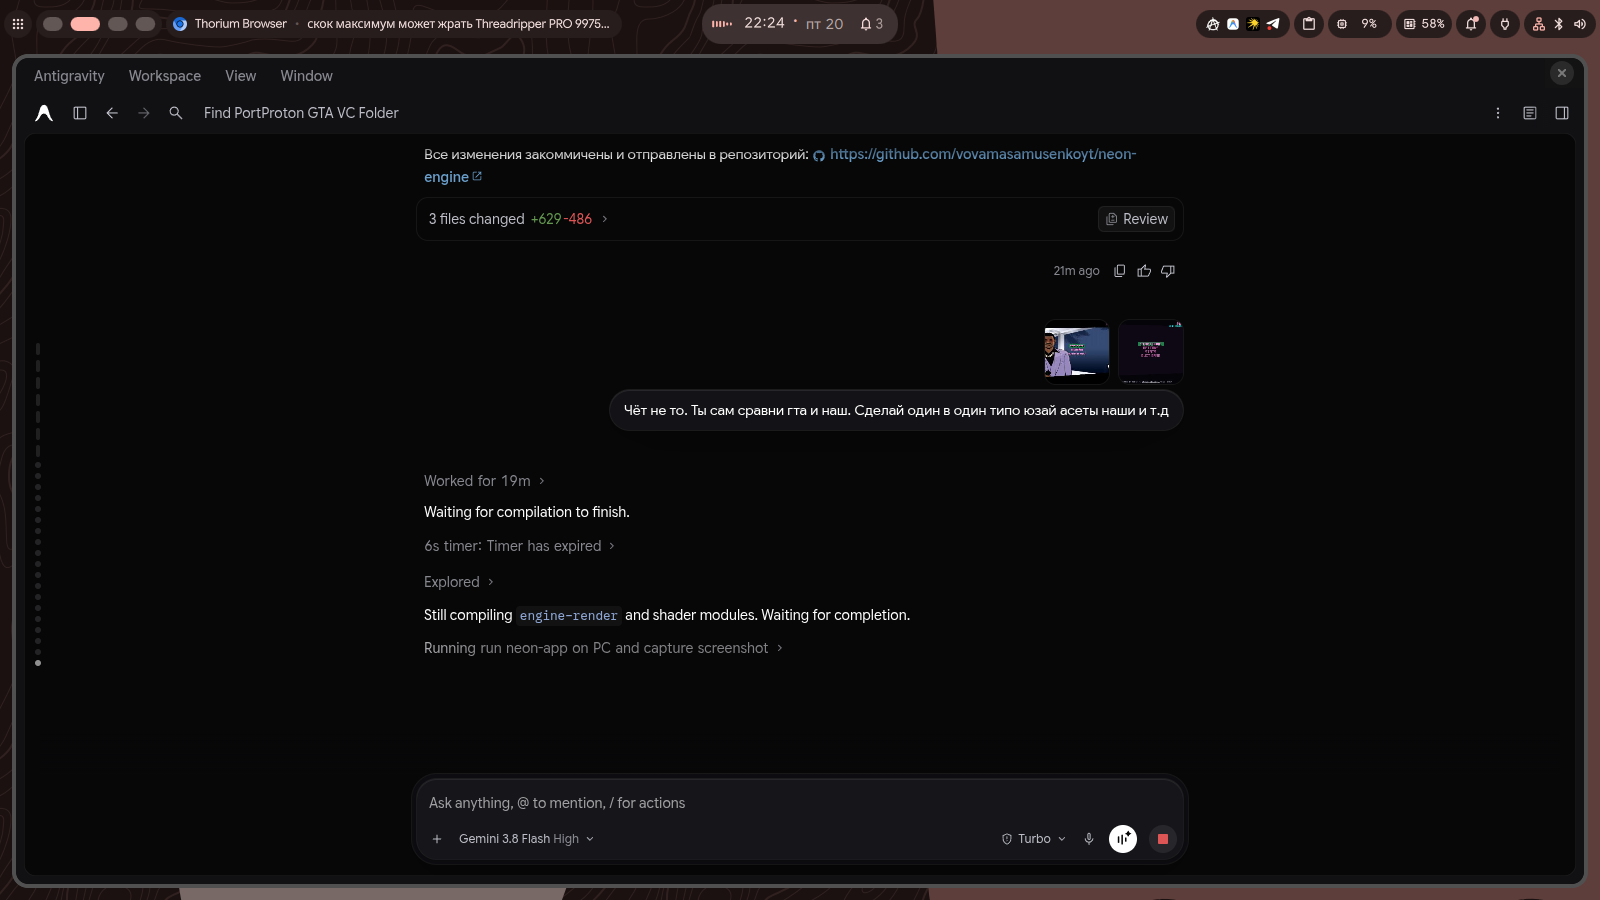 Thorium Browser • скок максимум может жрать Threadripper PRO 9975...
22:24 • пт 20 3
9%
58%
Antigravity Workspace View Window
Find PortProton GTA VC Folder
Все изменения закоммичены и отправлены в репозиторий: https://github.com/vovamasamusenkoyt/neon-
engine
3 files changed +629 -486
Review
21m ago
Чёт не то. Ты сам сравни гта и наш. Сделай один в один типо юзай асеты наши и т.д
Worked for 19m
Waiting for compilation to finish.
6s timer: Timer has expired
Explored
Still compiling engine-render and shader modules. Waiting for completion.
Running run neon-app on PC and capture screenshot
Ask anything, @ to mention, / for actions
Gemini 3.8 Flash High
Turbo